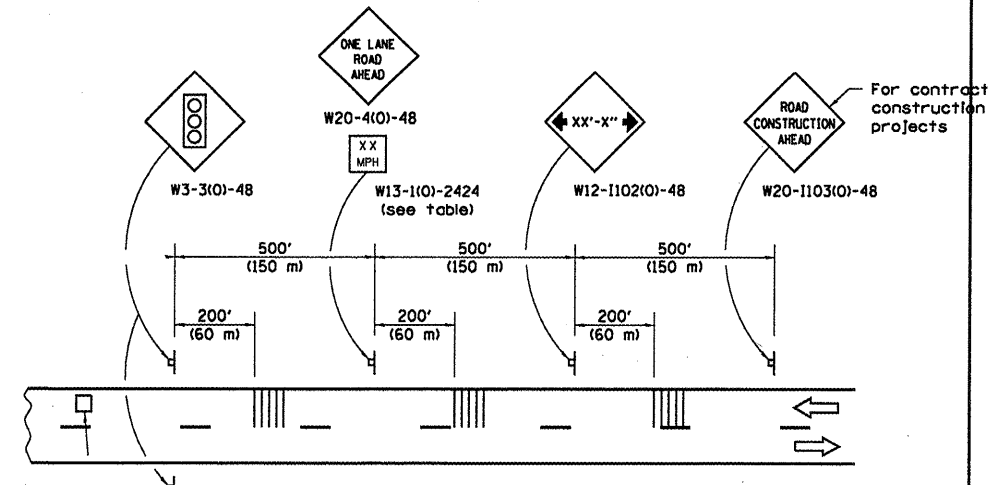 ONE LANE
ROAD
AHEAD
W20-4(O)-48
XX
MPH
W13-1(O)-2424
(see table)
W3-3(O)-48
XX'-X"
W12-I102(O)-48
ROAD
CONSTRUCTION
AHEAD
W20-I103(O)-48
For contract
construction
projects
500'
(150 m)
500'
(150 m)
500'
(150 m)
200'
(60 m)
200'
(60 m)
200'
(60 m)